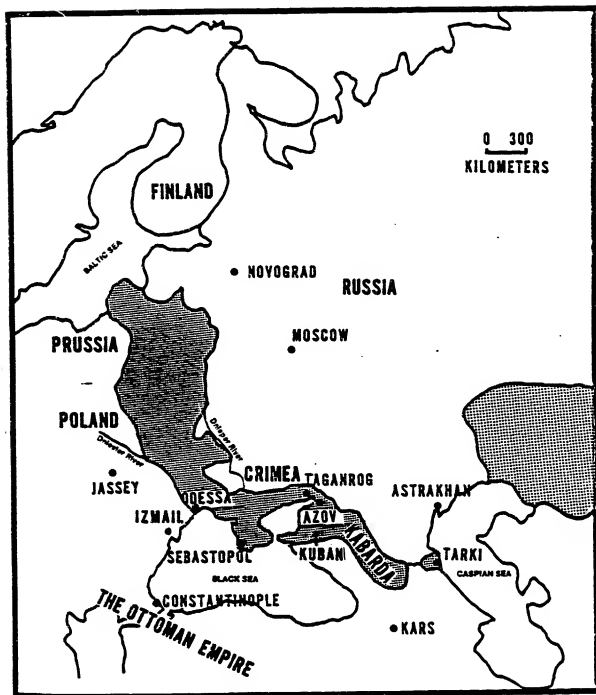 0 300
KILOMETERS
FINLAND
BALTIC SEA
NOVOGRAD
RUSSIA
MOSCOW
PRUSSIA
POLAND
Dnieper River
Dniester River
CRIMEA
JASSEY
TAGANROG
ASTRAKHAN
ODESSA
IZMAIL
AZOV
KABARDA
SEBASTOPOL
KUBAN
TARKI
BLACK SEA
CASPIAN SEA
CONSTANTINOPLE
THE OTTOMAN EMPIRE
KARS